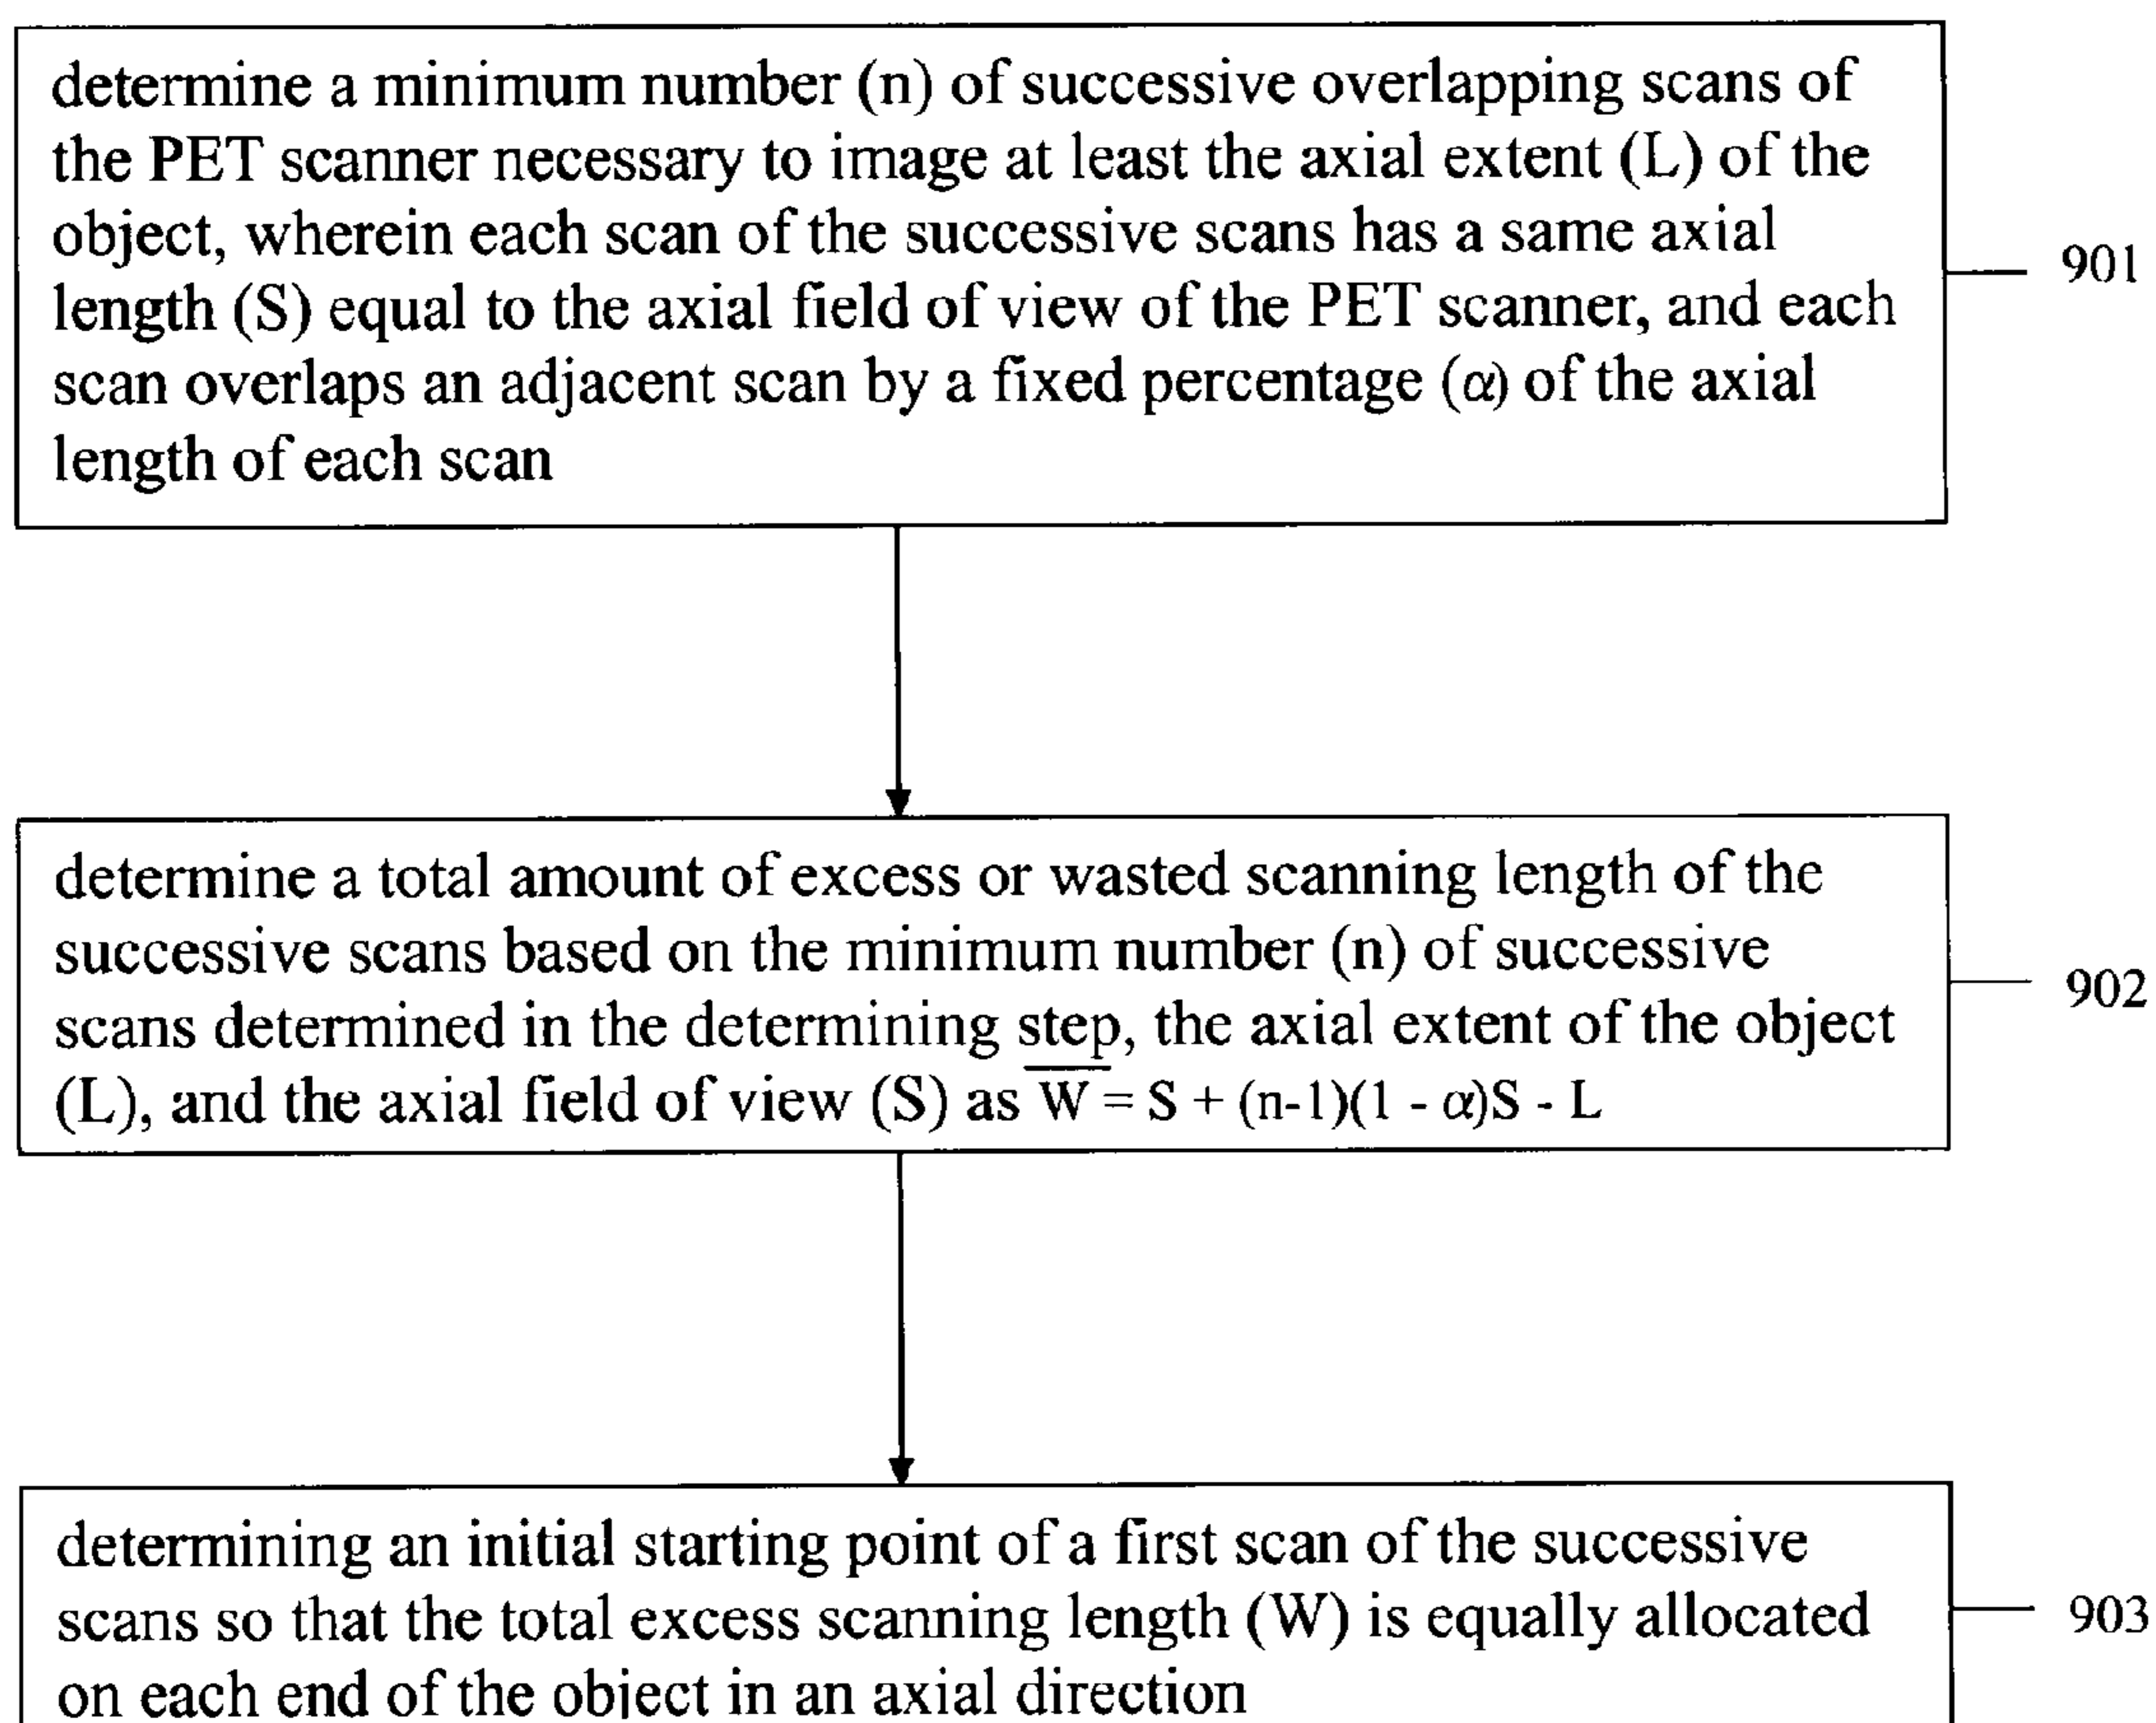 determine a minimum number (n) of successive overlapping scans of
the PET scanner necessary to image at least the axial extent (L) of the
object, wherein each scan of the successive scans has a same axial
length (S) equal to the axial field of view of the PET scanner, and each
scan overlaps an adjacent scan by a fixed percentage (α) of the axial
length of each scan
901
determine a total amount of excess or wasted scanning length of the
successive scans based on the minimum number (n) of successive
scans determined in the determining step, the axial extent of the object
(L), and the axial field of view (S) as W = S + (n-1)(1 - α)S - L
902
determining an initial starting point of a first scan of the successive
scans so that the total excess scanning length (W) is equally allocated
on each end of the object in an axial direction
903